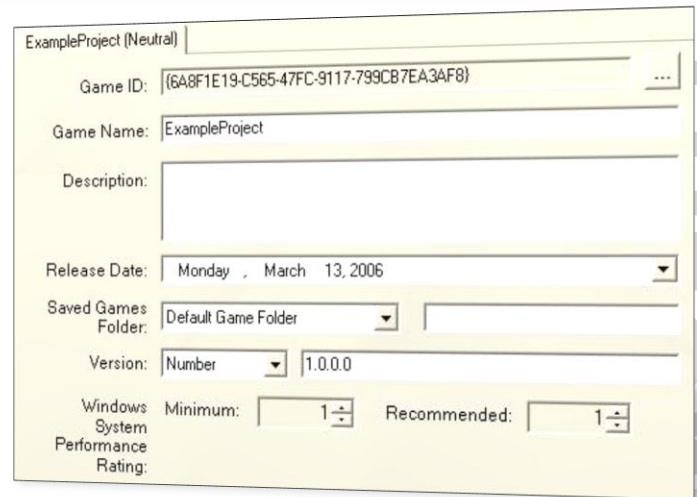 ExampleProject (Neutral)
Game ID: {6A8F1E19-C565-47FC-9117-799CB7EA3AF8} ...
Game Name: ExampleProject
Description:
Release Date: Monday , March 13, 2006
Saved Games
Folder: Default Game Folder
Version: Number 1.0.0.0
Windows
System
Performance
Rating: Minimum: 1 Recommended: 1